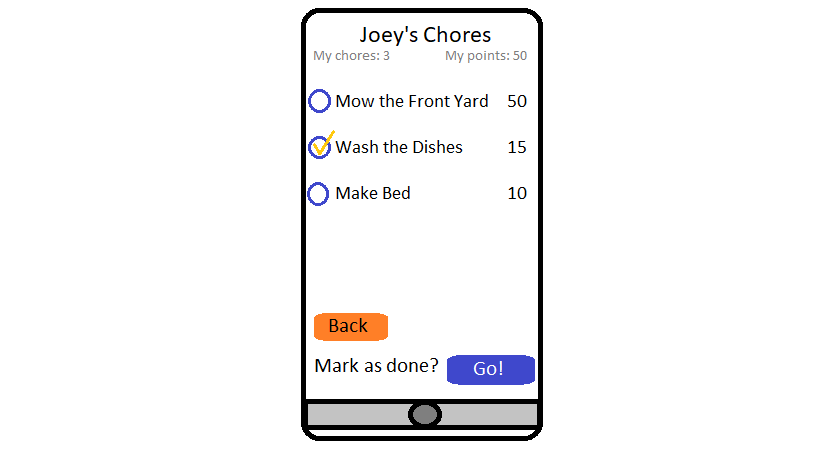 Joey's Chores
My chores: 3 My points: 50
Mow the Front Yard 50
Wash the Dishes 15
Make Bed 10
Back
Mark as done? Go!